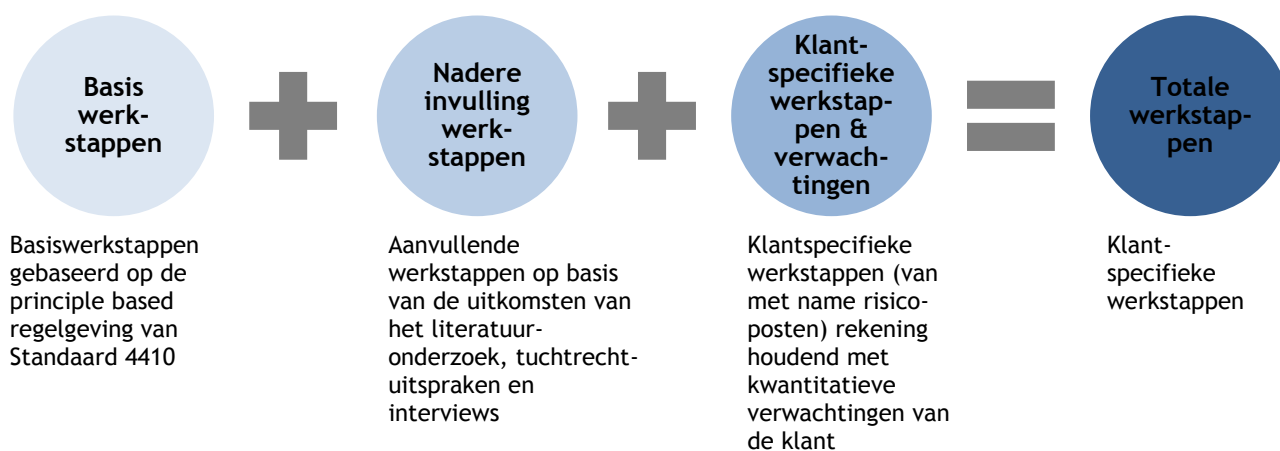 Basis
werk-
stappen
Nadere
invulling
werk-
stappen
Klant-
specifieke
werkstap-
pen &
verwach-
tingen
Totale
werkstap-
pen
Basiswerkstappen
gebaseerd op de
principle based
regelgeving van
Standaard 4410
Aanvullende
werkstappen op basis
van de uitkomsten van
het literatuur-
onderzoek, tuchtrecht-
uitspraken en
interviews
Klantspecifieke
werkstappen (van
met name risico-
posten) rekening
houdend met
kwantitatieve
verwachtingen van
de klant
Klant-
specifieke
werkstappen